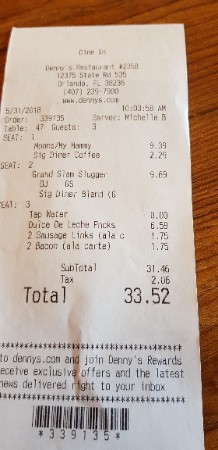 Dine In
Denny's Restaurant #2358
12375 State Rd 535
Orlando, FL 32836
(407) 239-7900
www.dennys.com
5/31/2018 10:03:58 AM
Order: 339135 Server: Michelle B
Table: 47 Guests: 3
SEAT: 1
Moons/My Hammy 9.39
Sig Diner Coffee 2.29
SEAT: 2
Grand Slam Slugger 9.69
OJ GS
Sig Diner Blend (G
SEAT: 3
Tap Water 0.00
Dulce De Leche Pncks 6.59
2 Sausage Links (ala c 1.75
2 Bacon (ala carte) 1.75
SubTotal 31.46
Tax 2.06
Total 33.52
to dennys.com and join Denny's Rewards
receive exclusive offers and the latest
news delivered right to your inbox
*339135*